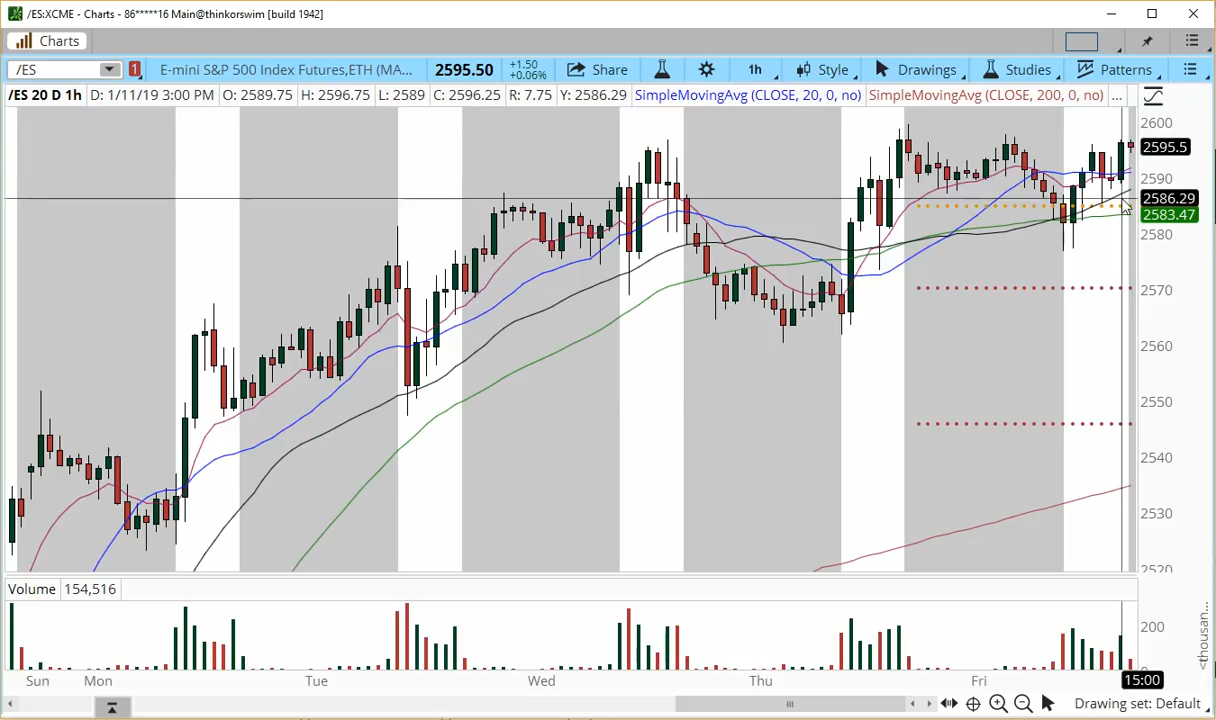 /ES:XCME - Charts - 86*****16 Main@thinkorswim [build 1942]
Charts
/ES 1 E-mini S&P 500 Index Futures,ETH (MA... 2595.50 +1.50 +0.06% Share 1h Style Drawings Studies Patterns
/ES 20 D 1h D: 1/11/19 3:00 PM O: 2589.75 H: 2596.75 L: 2589 C: 2596.25 R: 7.75 Y: 2586.29 SimpleMovingAvg (CLOSE, 20, 0, no) SimpleMovingAvg (CLOSE, 200, 0, no) ...
2600
2595.5
2590
2586.29
2583.47
2580
2570
2560
2550
2540
2530
2520
Volume 154,516
200
<thousan...
Sun Mon Tue Wed Thu Fri 15:00
Drawing set: Default